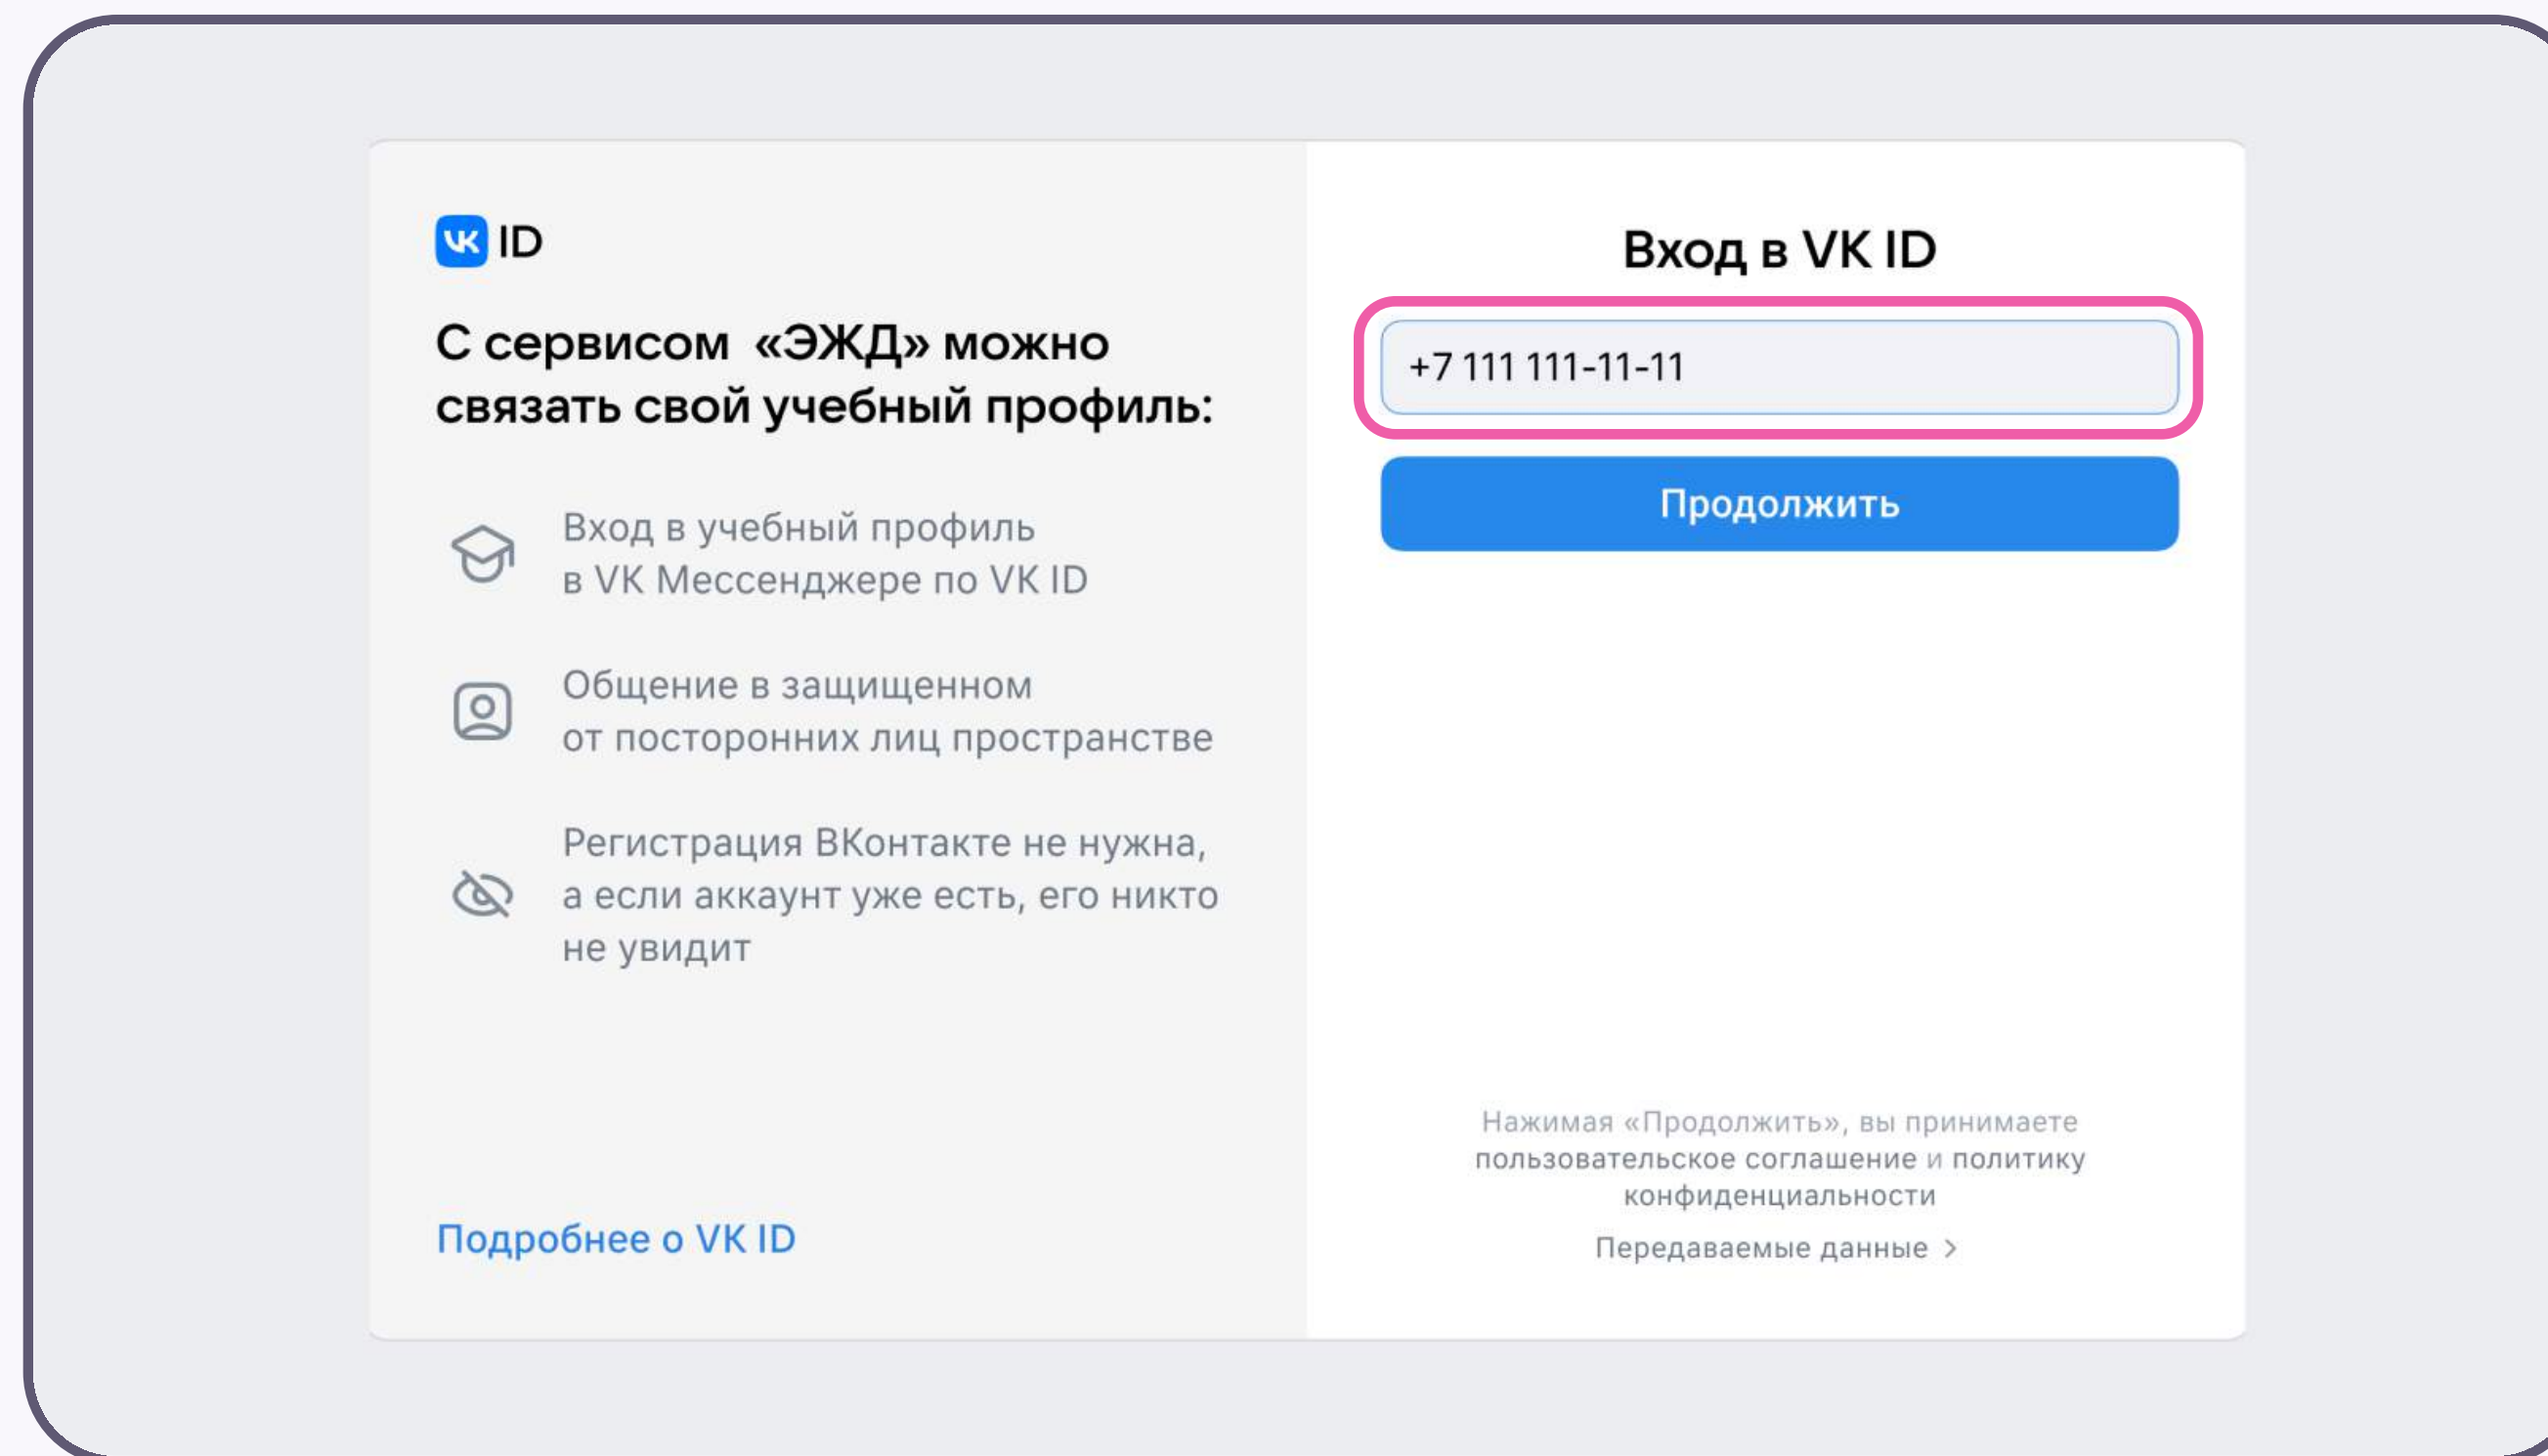 VK ID
С сервисом «ЭЖД» можно
связать свой учебный профиль:
Вход в учебный профиль
в VK Мессенджере по VK ID
Общение в защищенном
от посторонних лиц пространстве
Регистрация ВКонтакте не нужна,
а если аккаунт уже есть, его никто
не увидит
Подробнее о VK ID
Вход в VK ID
+7 111 111-11-11
Продолжить
Нажимая «Продолжить», вы принимаете
пользовательское соглашение и политику
конфиденциальности
Передаваемые данные >